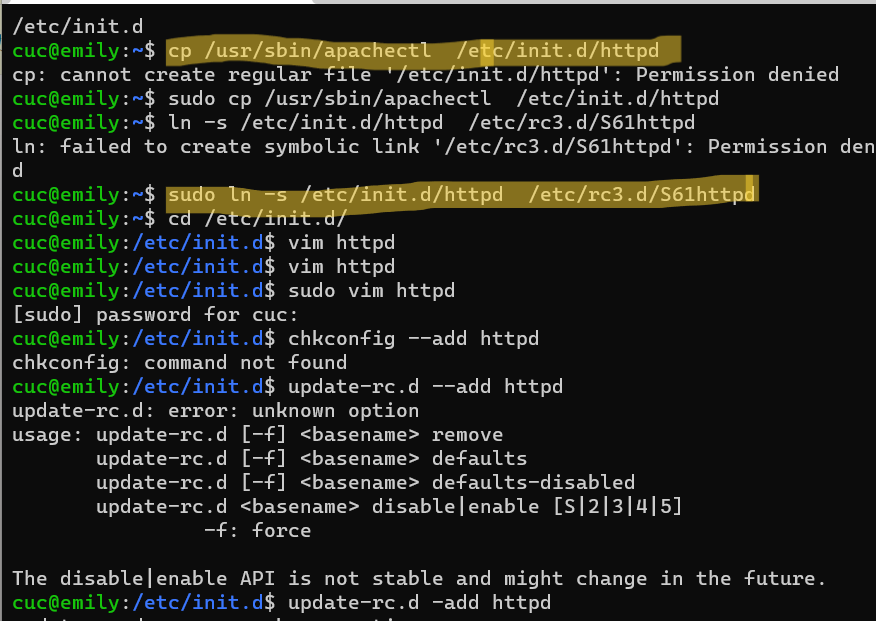 /etc/init.d
cuc@emily:~$ cp /usr/sbin/apachectl  /etc/init.d/httpd
cp: cannot create regular file '/etc/init.d/httpd': Permission denied
cuc@emily:~$ sudo cp /usr/sbin/apachectl  /etc/init.d/httpd
cuc@emily:~$ ln -s /etc/init.d/httpd  /etc/rc3.d/S61httpd
ln: failed to create symbolic link '/etc/rc3.d/S61httpd': Permission den
d
cuc@emily:~$ sudo ln -s /etc/init.d/httpd  /etc/rc3.d/S61httpd
cuc@emily:~$ cd /etc/init.d/
cuc@emily:/etc/init.d$ vim httpd
cuc@emily:/etc/init.d$ vim httpd
cuc@emily:/etc/init.d$ sudo vim httpd
[sudo] password for cuc:
cuc@emily:/etc/init.d$ chkconfig --add httpd
chkconfig: command not found
cuc@emily:/etc/init.d$ update-rc.d --add httpd
update-rc.d: error: unknown option
usage: update-rc.d [-f] <basename> remove
       update-rc.d [-f] <basename> defaults
       update-rc.d [-f] <basename> defaults-disabled
       update-rc.d <basename> disable|enable [S|2|3|4|5]
                -f: force
The disable|enable API is not stable and might change in the future.
cuc@emily:/etc/init.d$ update-rc.d -add httpd